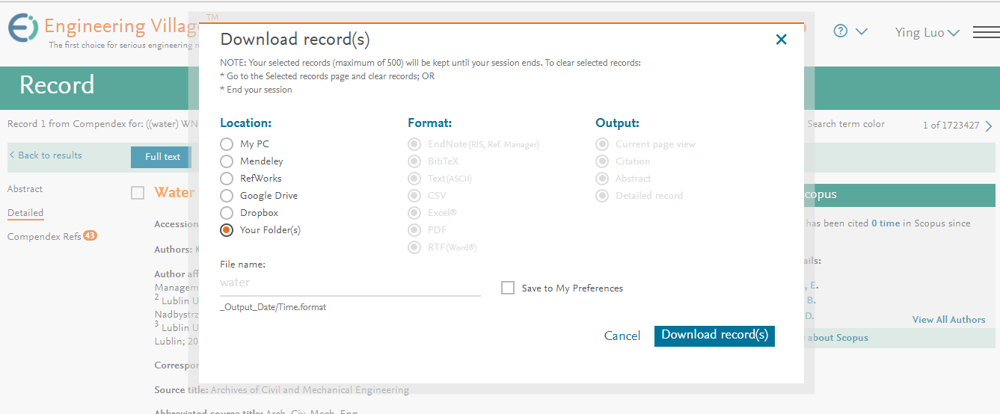 Engineering Villag
TM
The first choice for serious engineering r
Ying Luo
Record
Record 1 from Compendex for: ((water) WN
Search term color
1 of 1723427
Back to results
Full text
Abstract
Detailed
Compendex Refs 43
Water
Accession
Authors: K
Author aff
Managem
2 Lublin U
Nadbystrz
3 Lublin U
Lublin; 20
Correspon
Source title: Archives of Civil and Mechanical Engineering
Abbreviated source title: Arch. Civ. Mech. Eng.
Download record(s)
NOTE: Your selected records (maximum of 500) will be kept until your session ends. To clear selected records:
* Go to the Selected records page and clear records; OR
* End your session
Location:
My PC
Mendeley
RefWorks
Google Drive
Dropbox
Your Folder(s)
Format:
EndNote (RIS, Ref. Manager)
BibTeX
Text (ASCII)
CSV
Excel®
PDF
RTF (Word®)
Output:
Current page view
Citation
Abstract
Detailed record
File name:
water
_Output_Date/Time.format
Save to My Preferences
Cancel
Download record(s)
copus
has been cited 0 time in Scopus since
ails:
, E.
B.
D.
View All Authors
about Scopus